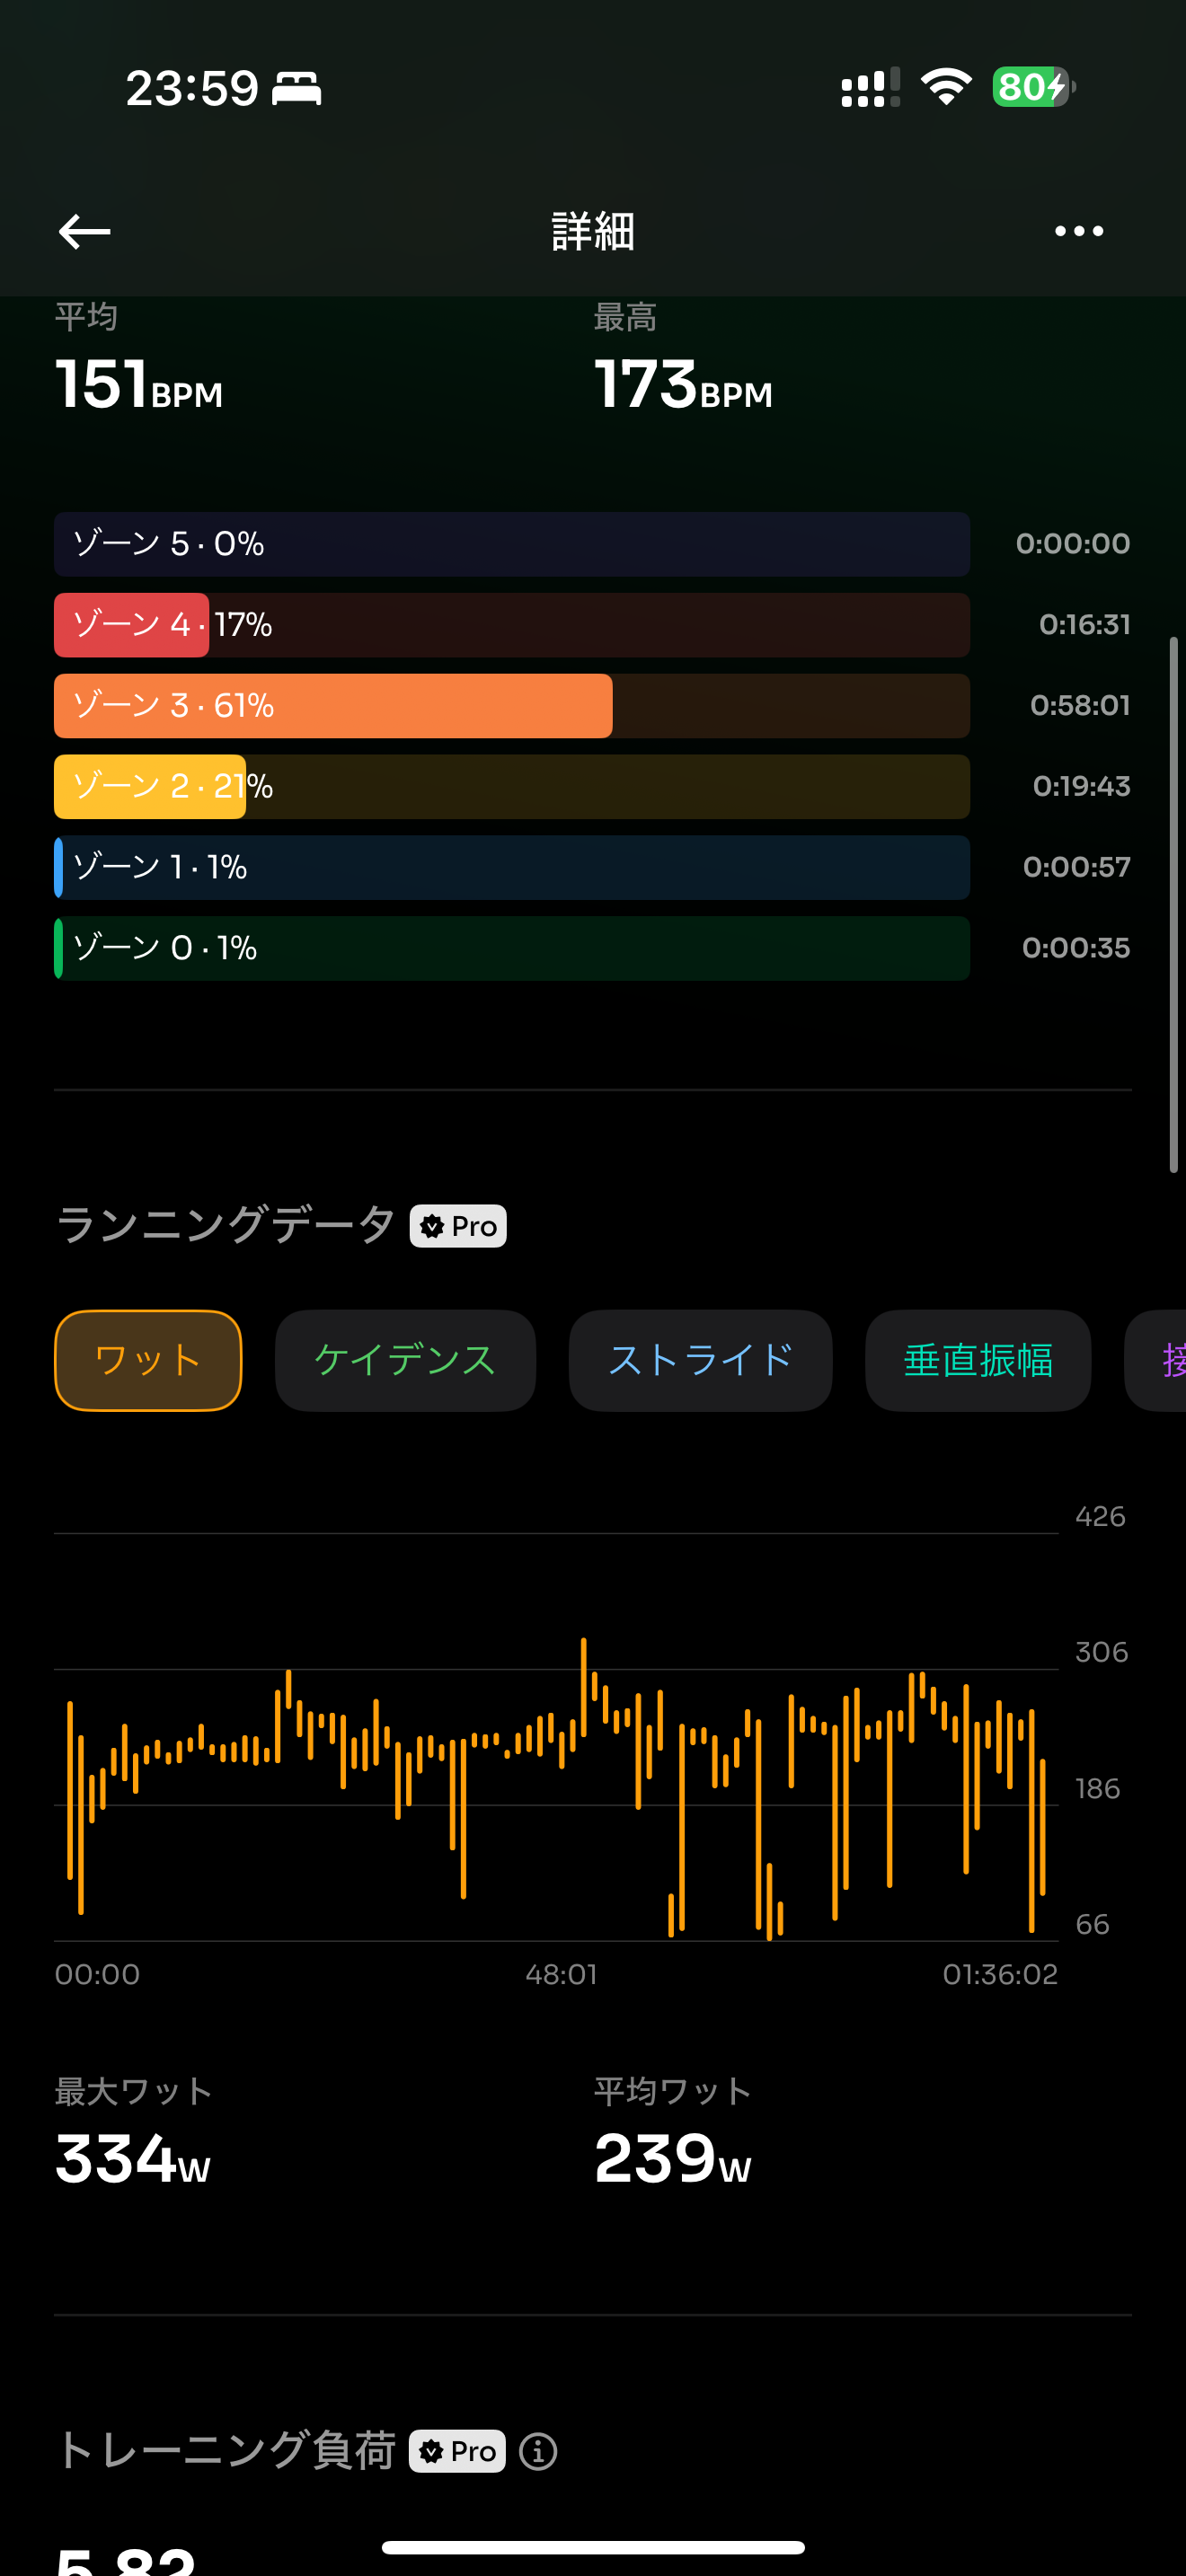 23:59 80
詳細
平均 最高
151BPM 173BPM
ゾーン 5 · 0% 0:00:00
ゾーン 4 · 17% 0:16:31
ゾーン 3 · 61% 0:58:01
ゾーン 2 · 21% 0:19:43
ゾーン 1 · 1% 0:00:57
ゾーン 0 · 1% 0:00:35
ランニングデータ Pro
ワット ケイデンス ストライド 垂直振幅 接
426
306
186
66
00:00 48:01 01:36:02
最大ワット 平均ワット
334W 239W
トレーニング負荷 Pro
5.82